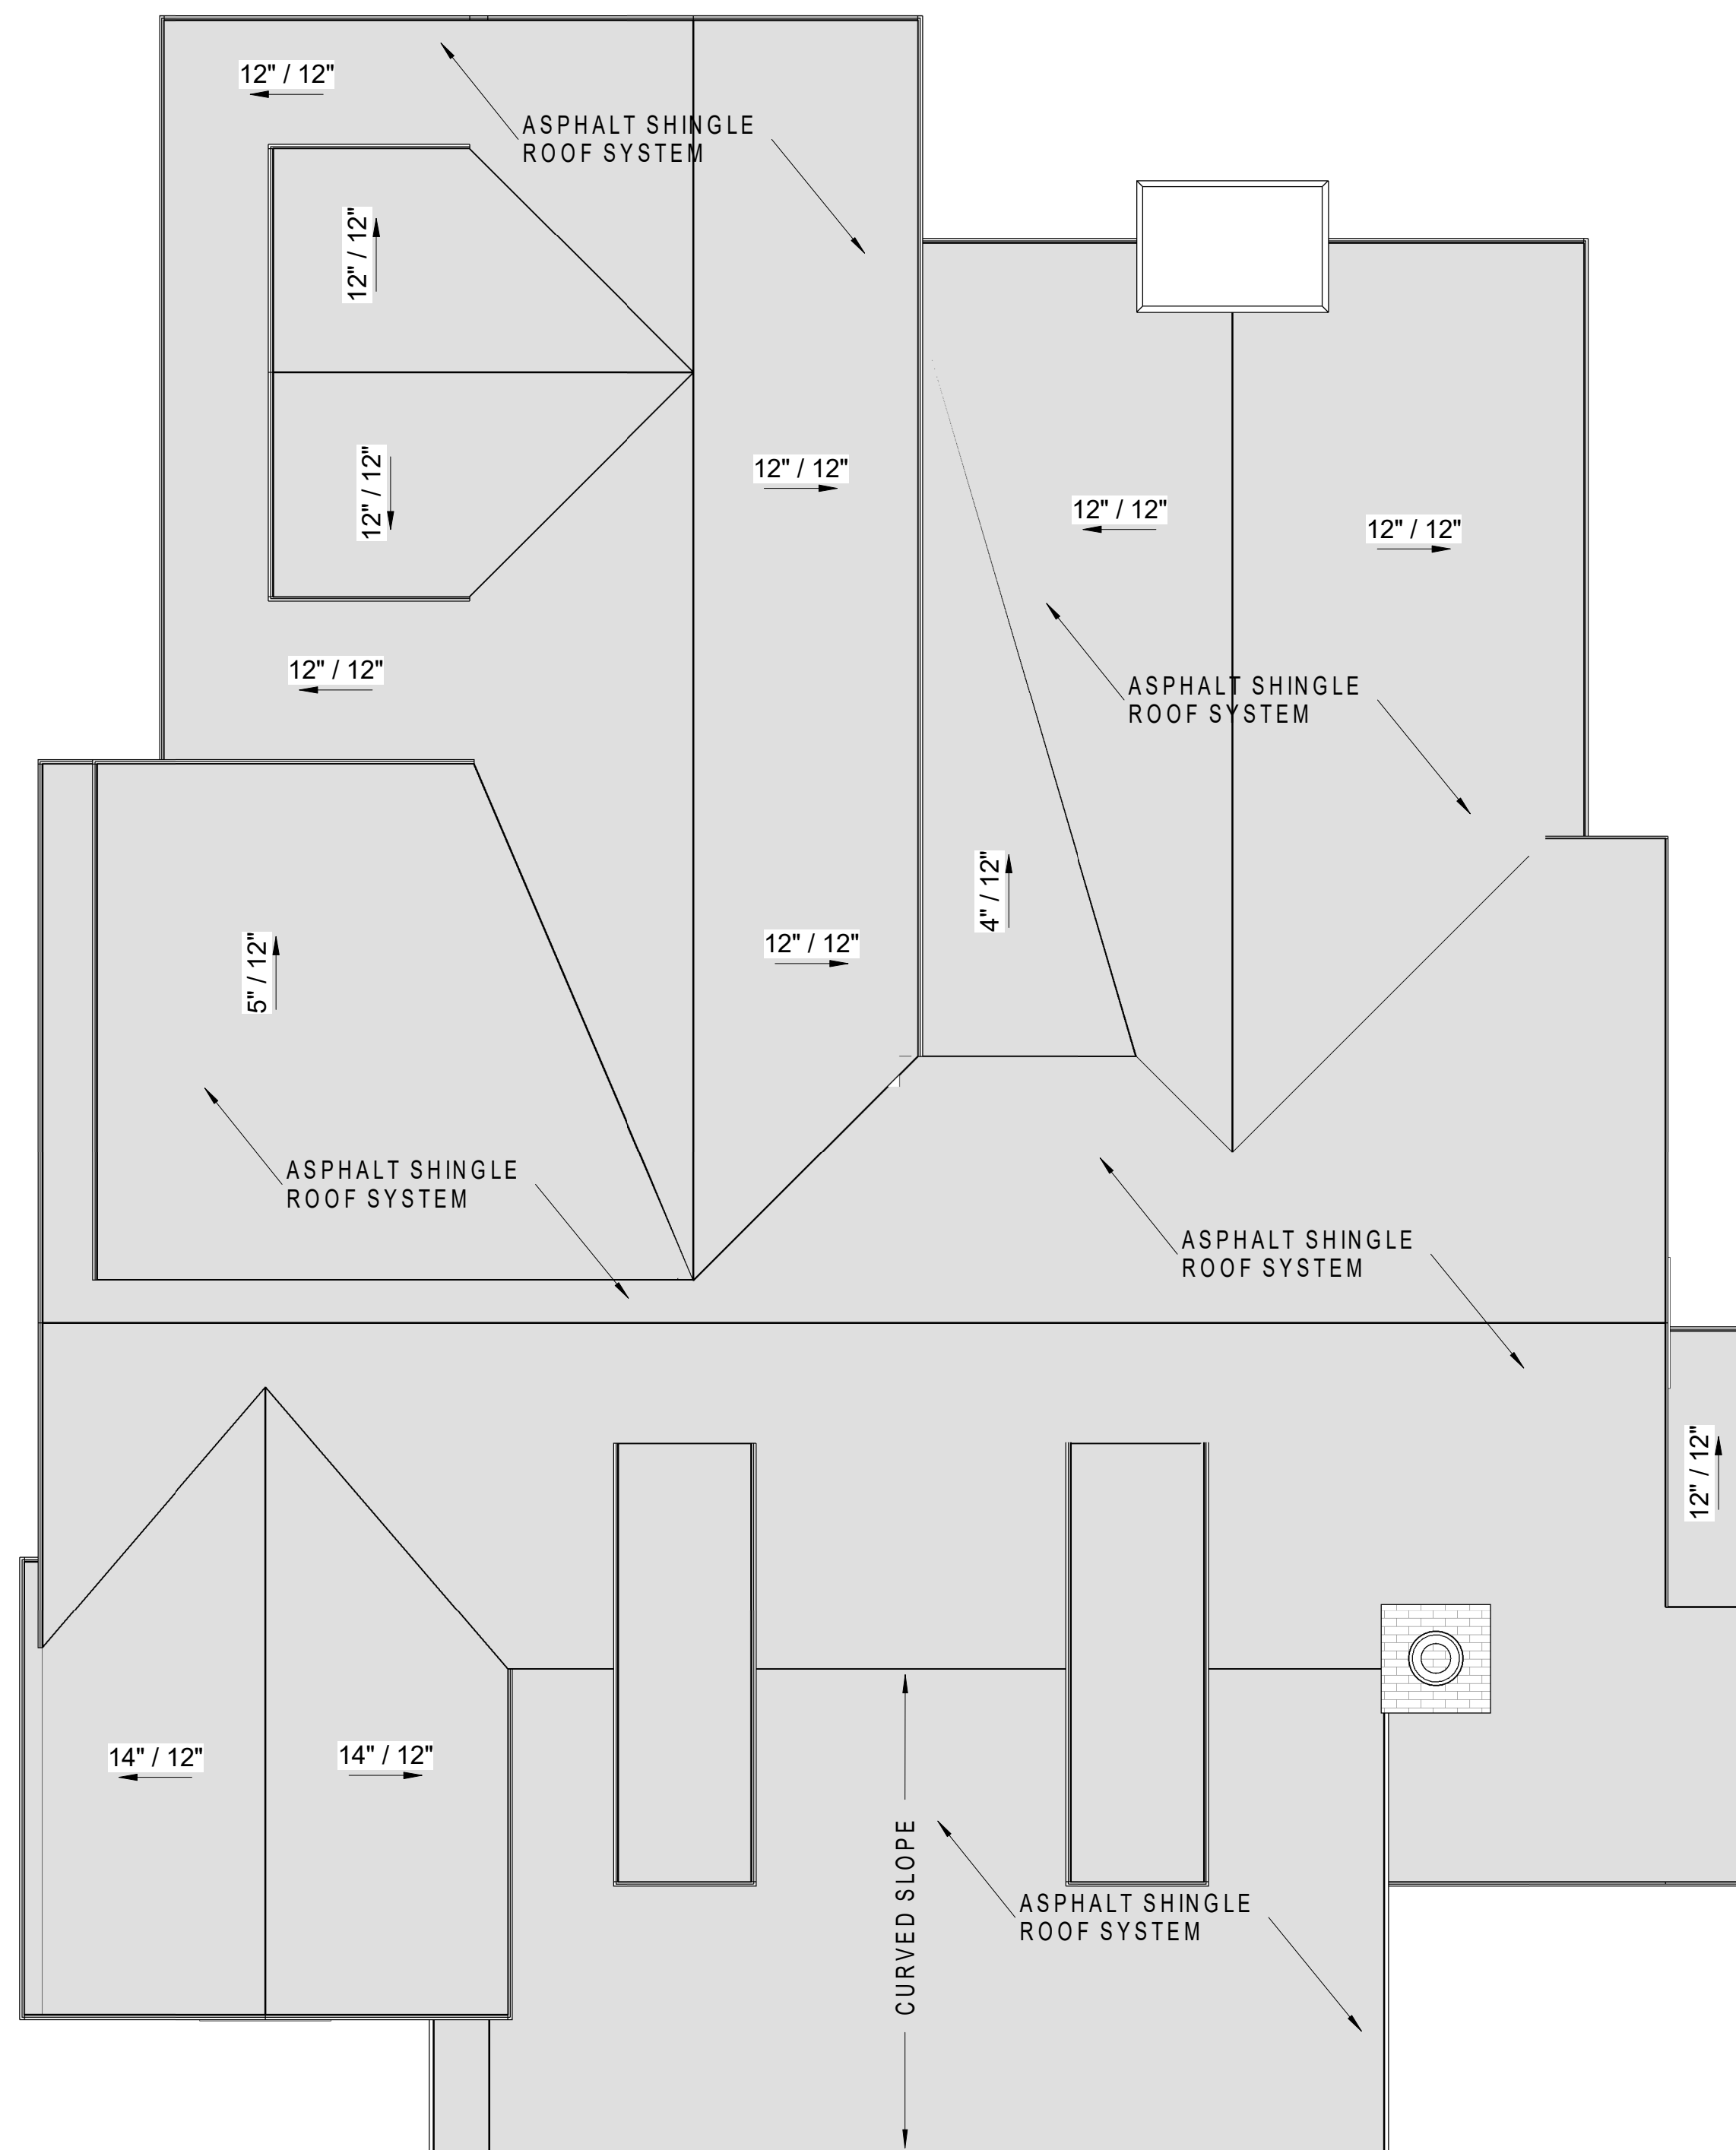 12" / 12"
ASPHALT SHINGLE
ROOF SYSTEM
12" / 12"
12" / 12"
12" / 12"
12" / 12"
12" / 12"
12" / 12"
ASPHALT SHINGLE
ROOF SYSTEM
4" / 12"
5" / 12"
12" / 12"
ASPHALT SHINGLE
ROOF SYSTEM
ASPHALT SHINGLE
ROOF SYSTEM
12" / 12"
14" / 12"
14" / 12"
CURVED SLOPE
ASPHALT SHINGLE
ROOF SYSTEM